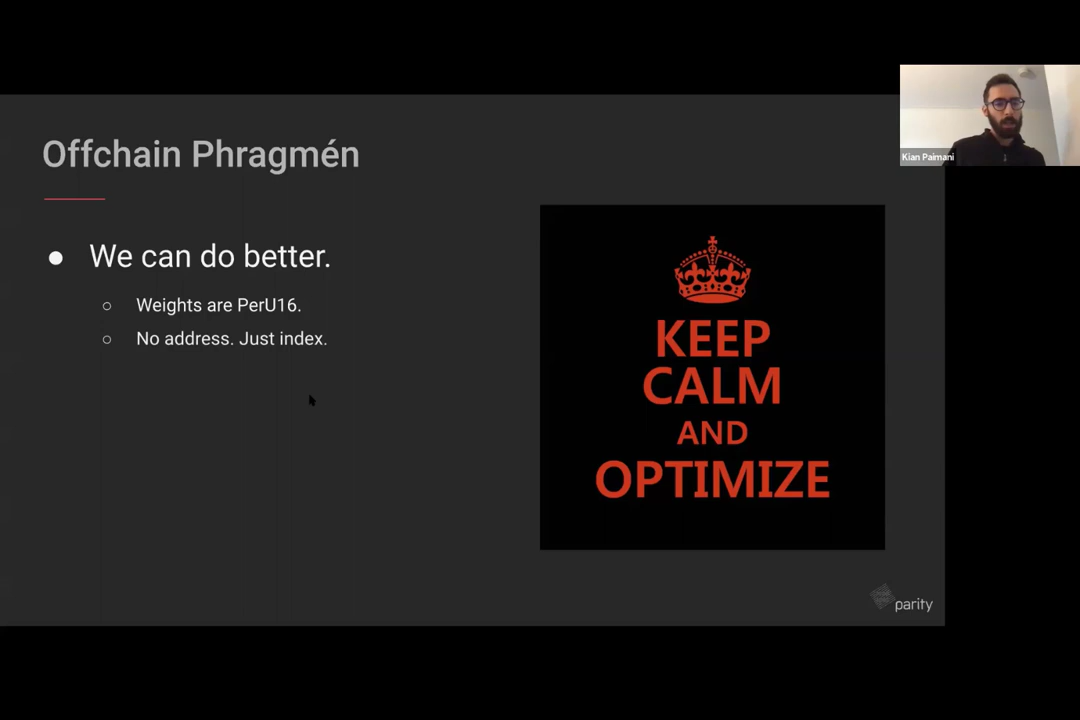 Offchain Phragmén
We can do better.
Weights are PerU16.
No address. Just index.
KEEP
CALM
AND
OPTIMIZE
Kian Paimani
parity